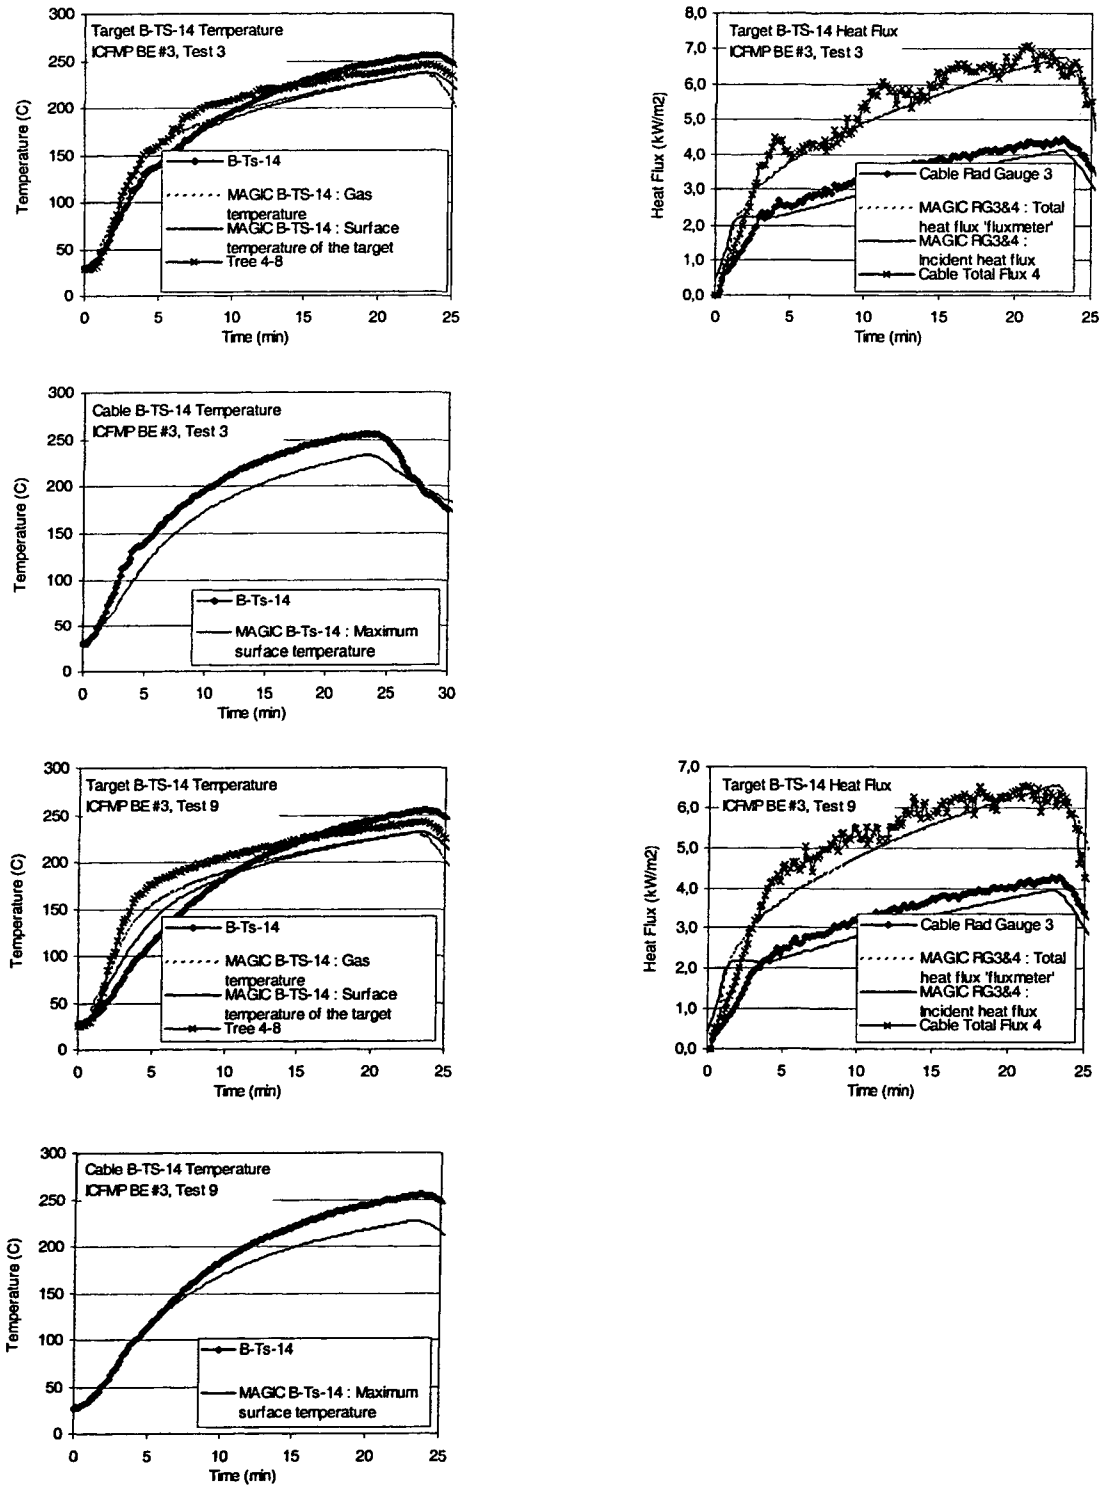 Target B-TS-14 Temperature
ICFMP BE #3, Test 3
300
250
200
150
100
50
0
Temperature (C)
B-Ts-14
MAGIC B-TS-14 : Gas
temperature
MAGIC B-TS-14 : Surface
temperature of the target
Tree 4-8
0 5 10 15 20 25
Time (min)
Target B-TS-14 Heat Flux
ICFMP BE #3, Test 3
8,0
7,0
6,0
5,0
4,0
3,0
2,0
1,0
0,0
Heat Flux (kW/m2)
Cable Rad Gauge 3
MAGIC RG3&4 : Total
heat flux 'fluxmeter'
MAGIC RG3&4 :
Incident heat flux
Cable Total Flux 4
0 5 10 15 20 25
Time (min)
Cable B-TS-14 Temperature
ICFMP BE #3, Test 3
300
250
200
150
100
50
0
Temperature (C)
B-Ts-14
MAGIC B-Ts-14 : Maximum
surface temperature
0 5 10 15 20 25 30
Time (min)
Target B-TS-14 Temperature
ICFMP BE #3, Test 9
300
250
200
150
100
50
0
Temperature (C)
B-Ts-14
MAGIC B-TS-14 : Gas
temperature
MAGIC B-TS-14 : Surface
temperature of the target
Tree 4-8
0 5 10 15 20 25
Time (min)
Target B-TS-14 Heat Flux
ICFMP BE #3, Test 9
7,0
6,0
5,0
4,0
3,0
2,0
1,0
0,0
Heat Flux (kW/m2)
Cable Rad Gauge 3
MAGIC RG3&4 : Total
heat flux 'fluxmeter'
MAGIC RG3&4 :
Incident heat flux
Cable Total Flux 4
0 5 10 15 20 25
Time (min)
Cable B-TS-14 Temperature
ICFMP BE #3, Test 9
300
250
200
150
100
50
0
Temperature (C)
B-Ts-14
MAGIC B-Ts-14 : Maximum
surface temperature
0 5 10 15 20 25
Time (min)